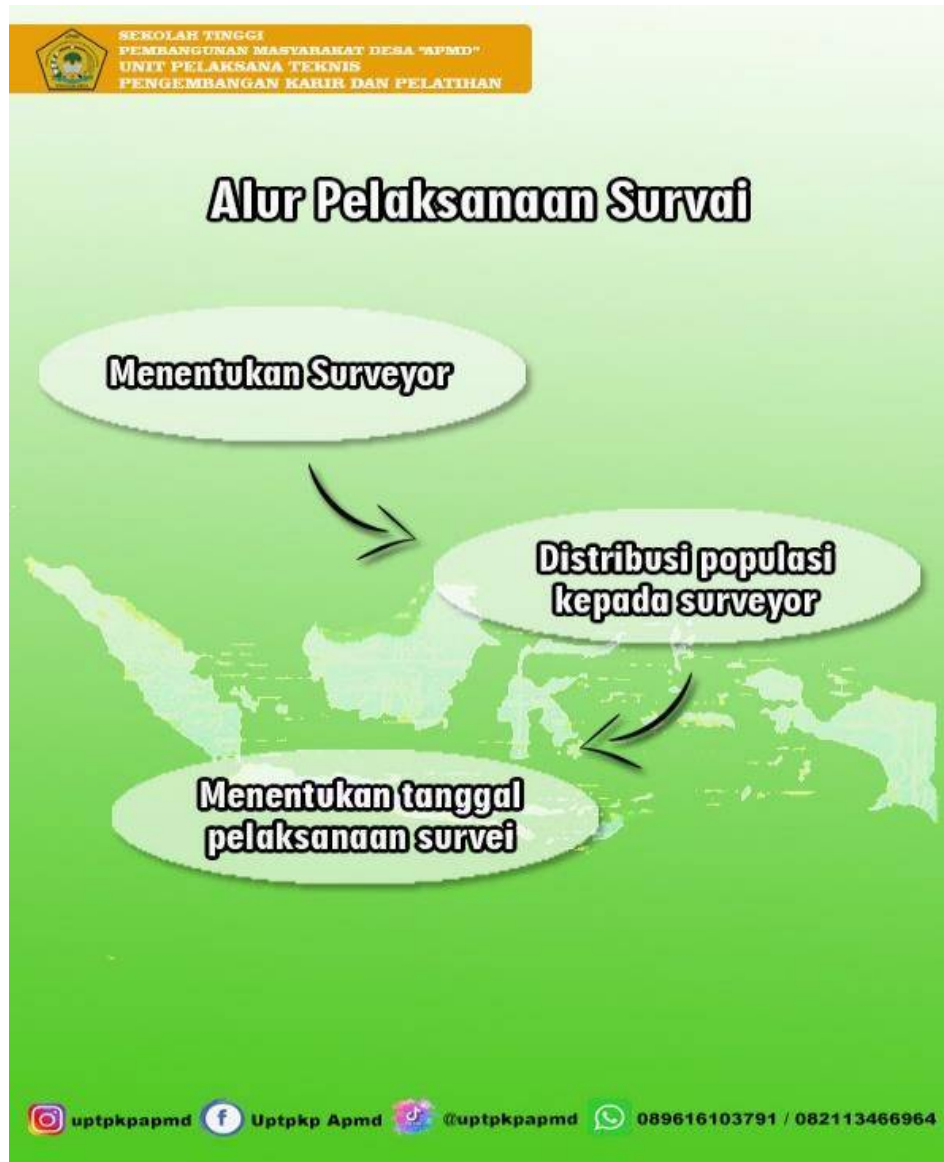 SEKOLAH TINGGI
PEMBANGUNAN MASYARAKAT DESA "APMD"
UNIT PELAKSANA TEKNIS
PENGEMBANGAN KARIR DAN PELATIHAN
Alur Pelaksanaan Survai
Menentukan Surveyor
Distribusi populasi
kepada surveyor
Menentukan tanggal
pelaksanaan survei
uptpkpapmd Uptpkp Apmd @uptpkpapmd 089616103791 / 082113466964